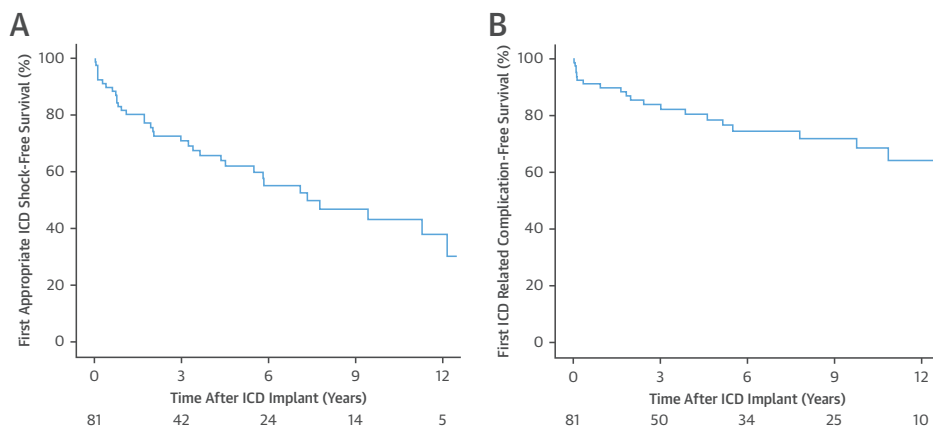 A
First Appropriate ICD Shock-Free Survival (%)
100
80
60
40
20
0
0 3 6 9 12
Time After ICD Implant (Years)
81 42 24 14 5
B
First ICD Related Complication-Free Survival (%)
100
80
60
40
20
0
0 3 6 9 12
Time After ICD Implant (Years)
81 50 34 25 10